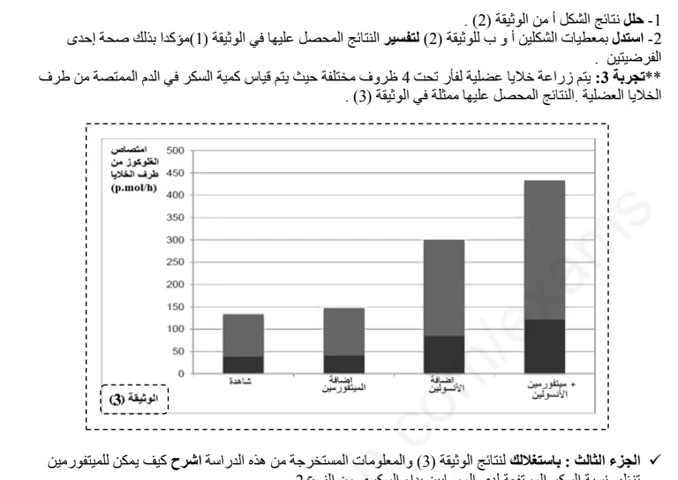 1- حلل نتائج الشكل أ من الوثيقة (2) .
2- استدل بمعطيات الشكلين أ و ب للوثيقة (2) لتفسير النتائج المحصل عليها في الوثيقة (1)مؤكدا بذلك صحة إحدى
الفرضيتين .
**تجربة 3: يتم زراعة خلايا عضلية لفأر تحت 4 ظروف مختلفة حيث يتم قياس كمية السكر في الدم الممتصة من طرف
الخلايا العضلية .النتائج المحصل عليها ممثلة في الوثيقة (3) .
امتصاص
الغلوكوز من
طرف الخلايا
(p.mol/h)
500
450
400
350
300
250
200
150
100
50
0
شاهدة
إضافة
الميتفورمين
إضافة
الأنسولين
ميتفورمين +
الأنسولين
الوثيقة (3)
✓ الجزء الثالث : باستغلالك لنتائج الوثيقة (3) والمعلومات المستخرجة من هذه الدراسة اشرح كيف يمكن للميتفورمين
com/exams